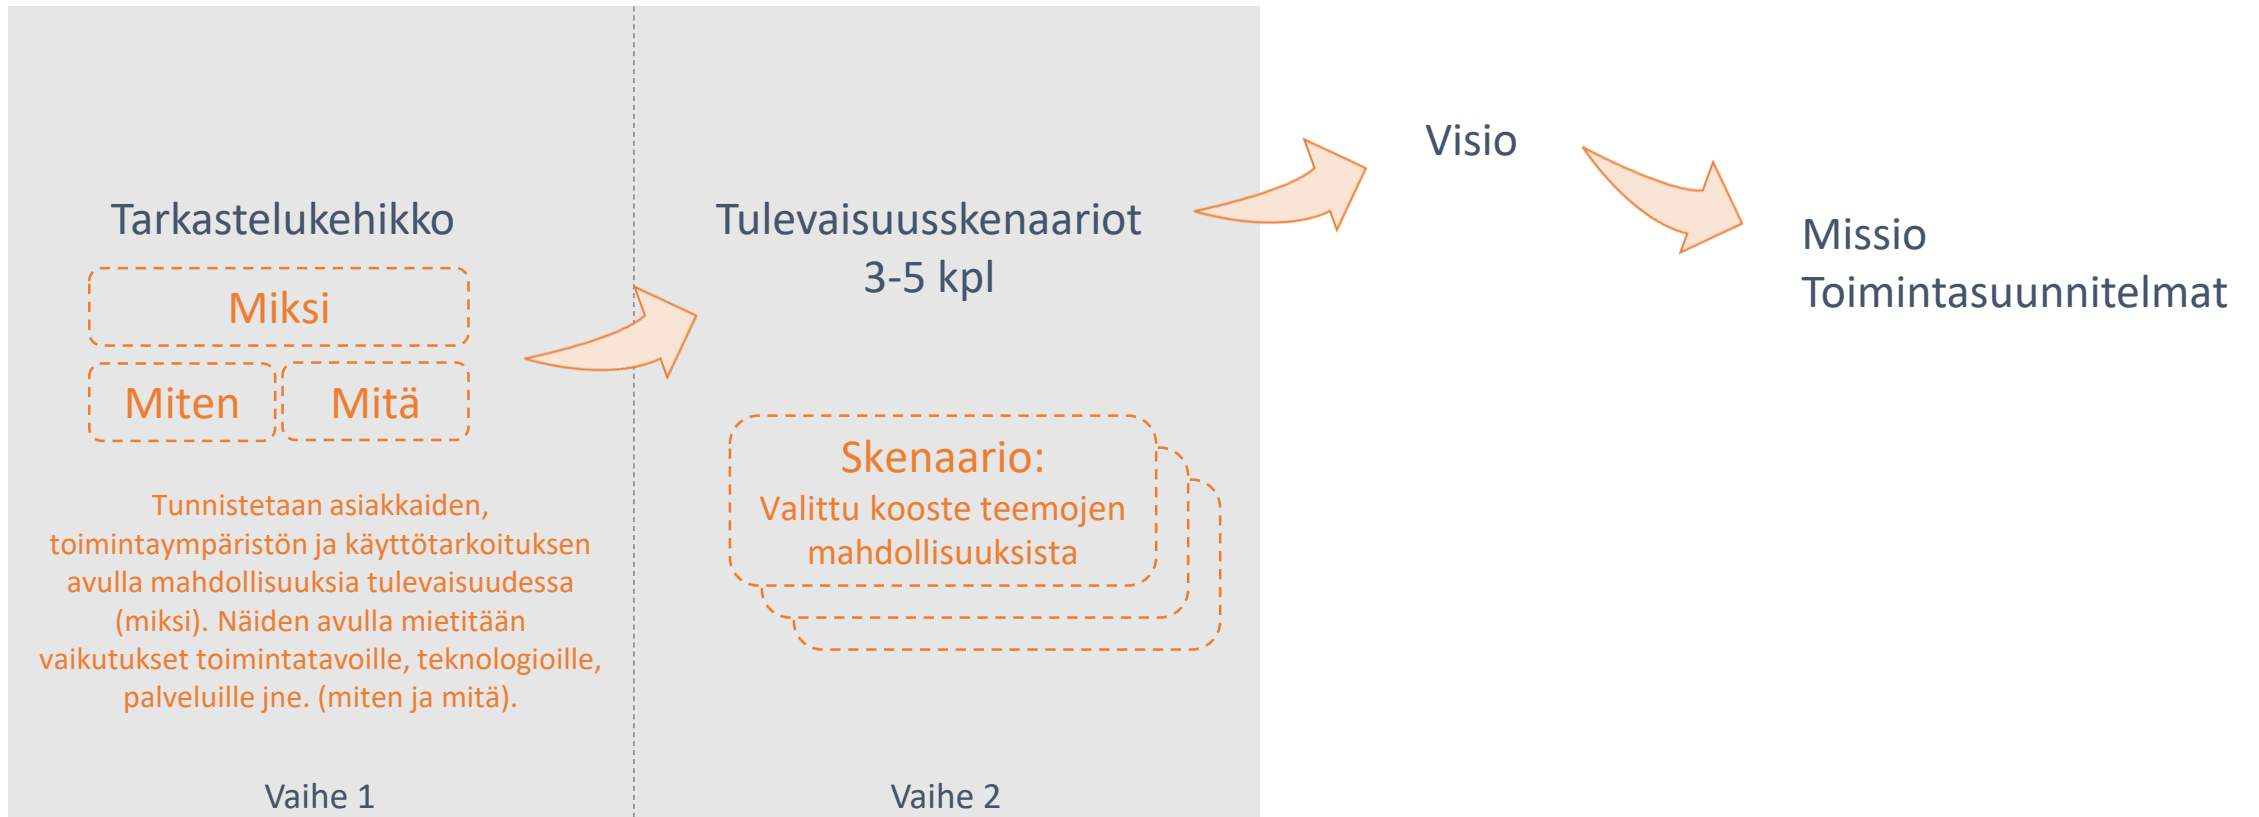 Tarkastelukehikko
Miksi
Miten
Mitä
Tunnistetaan asiakkaiden,
toimintaympäristön ja käyttötarkoituksen
avulla mahdollisuuksia tulevaisuudessa
(miksi). Näiden avulla mietitään
vaikutukset toimintatavoille, teknologioille,
palveluille jne. (miten ja mitä).
Vaihe 1
Tulevaisuusskenaariot
3-5 kpl
Skenaario:
Valittu kooste teemojen
mahdollisuuksista
Vaihe 2
Visio
Missio
Toimintasuunnitelmat